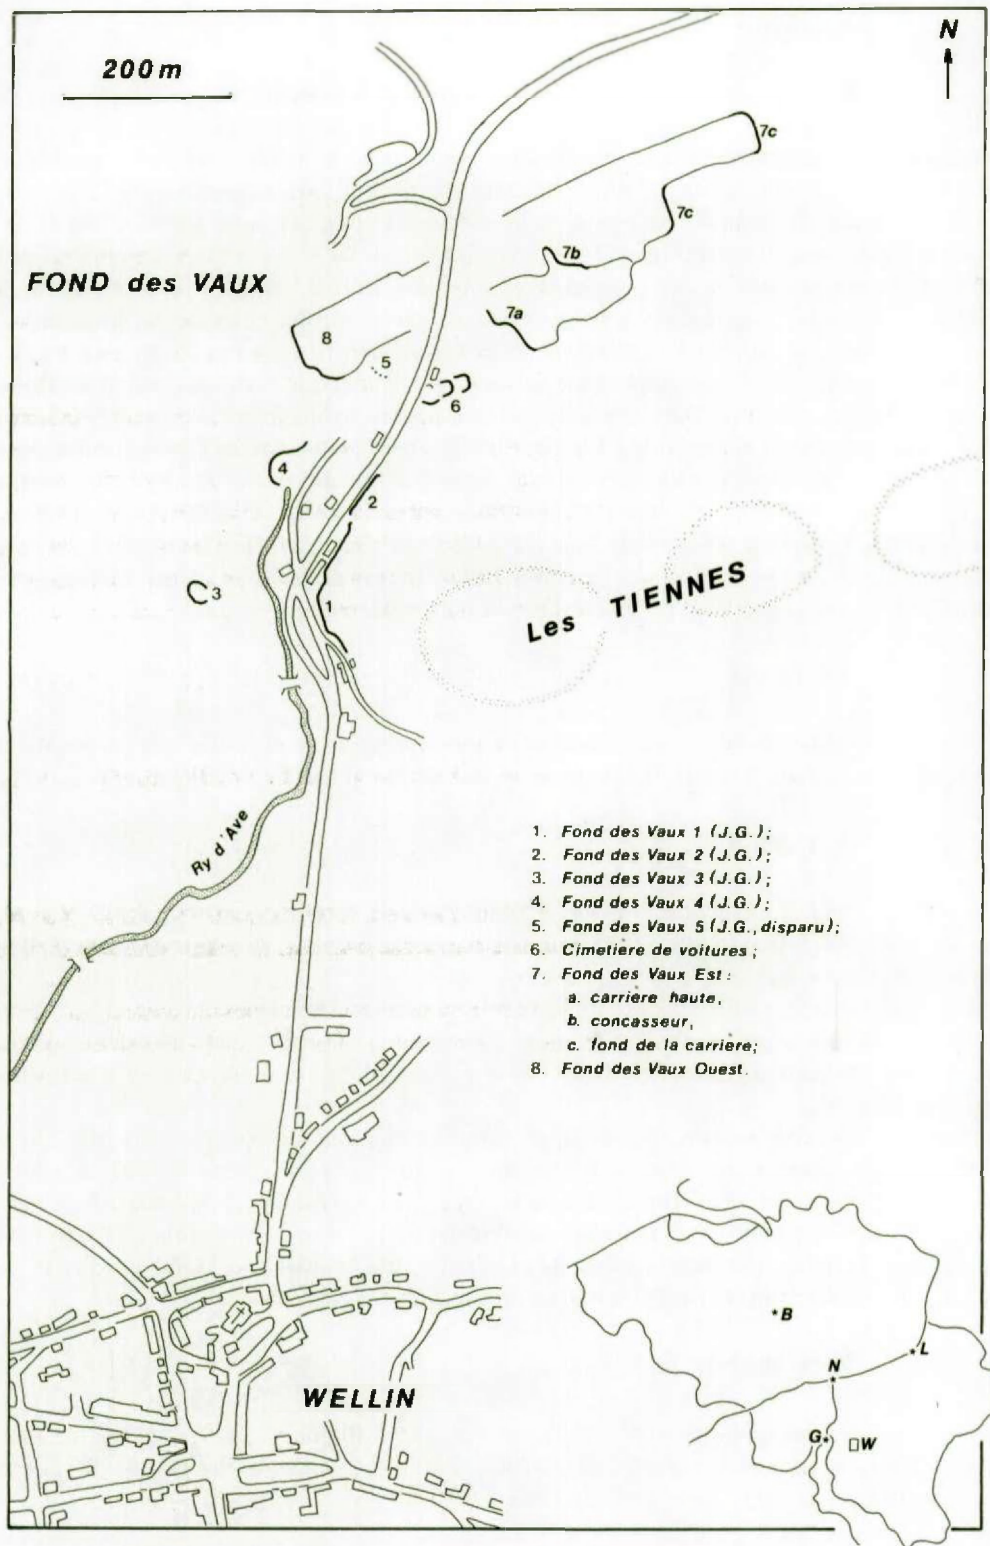 N
200m
7c
7c
7b
FOND des VAUX
7a
8
5
6
4
2
3
1
Les TIENNES
Ry d'Ave
1. Fond des Vaux 1 (J.G.);
2. Fond des Vaux 2 (J.G.);
3. Fond des Vaux 3 (J.G.);
4. Fond des Vaux 4 (J.G.);
5. Fond des Vaux 5 (J.G., disparu);
6. Cimetière de voitures;
7. Fond des Vaux Est:
a. carrière haute,
b. concasseur,
c. fond de la carrière;
8. Fond des Vaux Ouest.
B
L
N
WELLIN
G
W